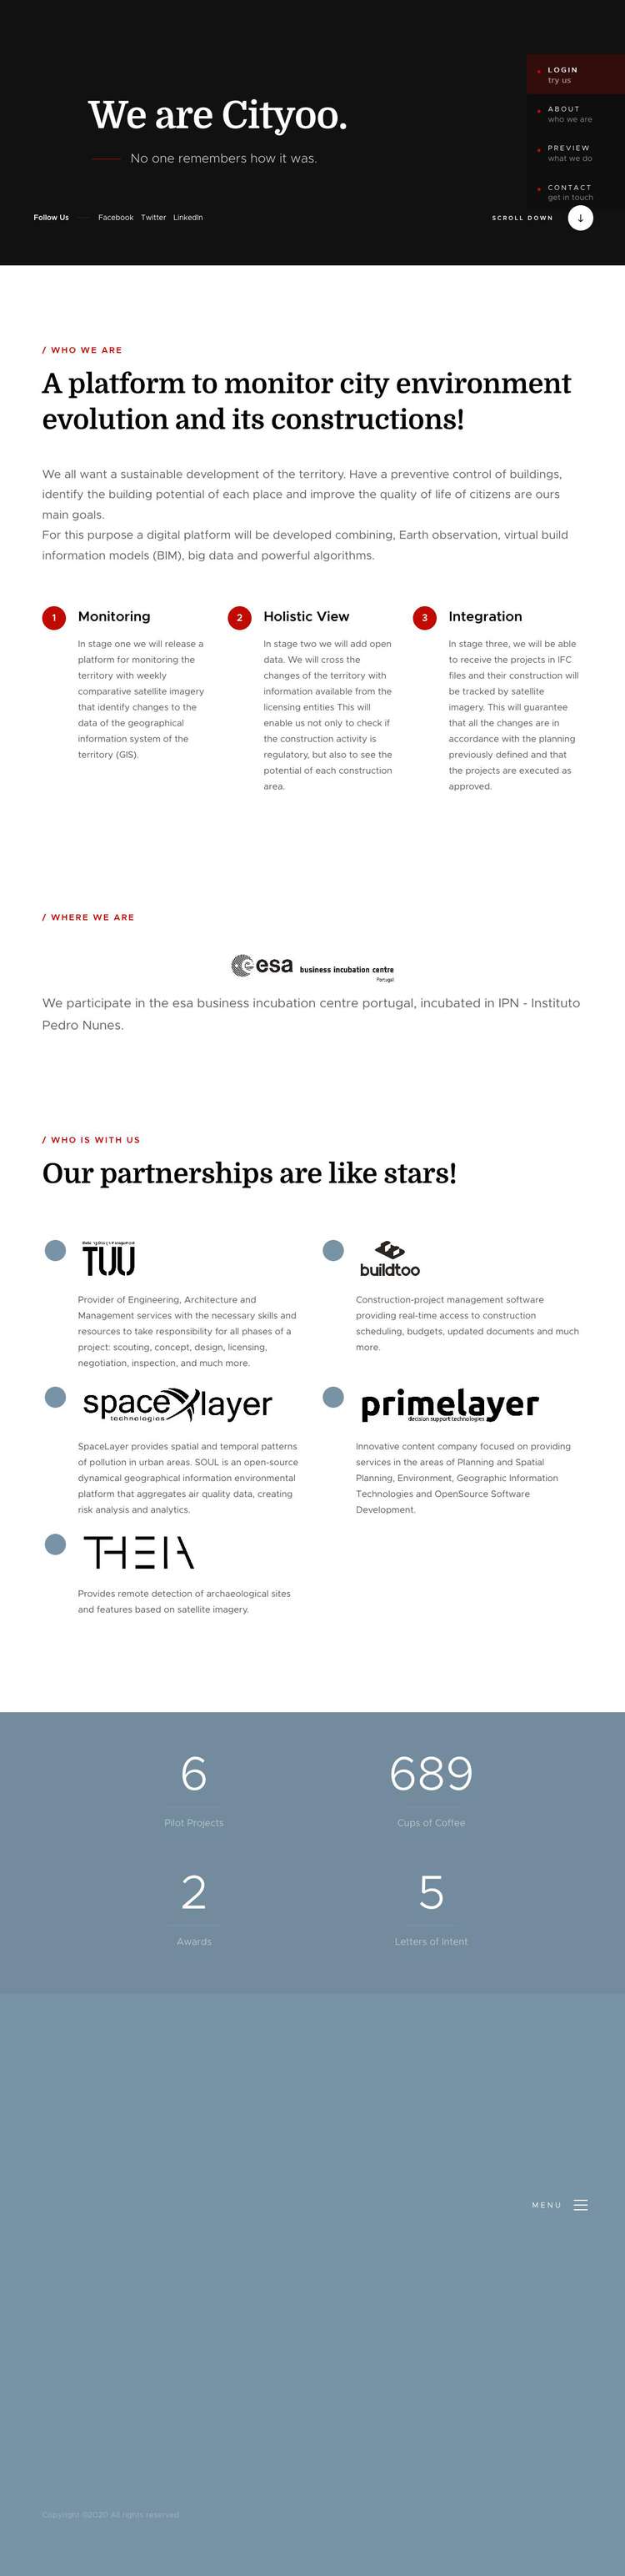 LOGIN
try us
We are Cityoo.
ABOUT
who we are
No one remembers how it was.
PREVIEW
what we do
CONTACT
get in touch
Follow Us Facebook Twitter LinkedIn
SCROLL DOWN
/ WHO WE ARE
A platform to monitor city environment
evolution and its constructions!
We all want a sustainable development of the territory. Have a preventive control of buildings,
identify the building potential of each place and improve the quality of life of citizens are ours
main goals.
For this purpose a digital platform will be developed combining, Earth observation, virtual build
information models (BIM), big data and powerful algorithms.
1 Monitoring
In stage one we will release a
platform for monitoring the
territory with weekly
comparative satellite imagery
that identify changes to the
data of the geographical
information system of the
territory (GIS).
2 Holistic View
In stage two we will add open
data. We will cross the
changes of the territory with
information available from the
licensing entities This will
enable us not only to check if
the construction activity is
regulatory, but also to see the
potential of each construction
area.
3 Integration
In stage three, we will be able
to receive the projects in IFC
files and their construction will
be tracked by satellite
imagery. This will guarantee
that all the changes are in
accordance with the planning
previously defined and that
the projects are executed as
approved.
/ WHERE WE ARE
esa business incubation centre
Portugal
We participate in the esa business incubation centre portugal, incubated in IPN - Instituto
Pedro Nunes.
/ WHO IS WITH US
Our partnerships are like stars!
TUU
Provider of Engineering, Architecture and
Management services with the necessary skills and
resources to take responsibility for all phases of a
project: scouting, concept, design, licensing,
negotiation, inspection, and much more.
buildtoo
Construction-project management software
providing real-time access to construction
scheduling, budgets, updated documents and much
more.
spacelayer
technologies
SpaceLayer provides spatial and temporal patterns
of pollution in urban areas. SOUL is an open-source
dynamical geographical information environmental
platform that aggregates air quality data, creating
risk analysis and analytics.
primelayer
decision support technologies
Innovative content company focused on providing
services in the areas of Planning and Spatial
Planning, Environment, Geographic Information
Technologies and OpenSource Software
Development.
THEIA
Provides remote detection of archaeological sites
and features based on satellite imagery.
6
Pilot Projects
689
Cups of Coffee
2
Awards
5
Letters of Intent
MENU
Copyright ©2020 All rights reserved